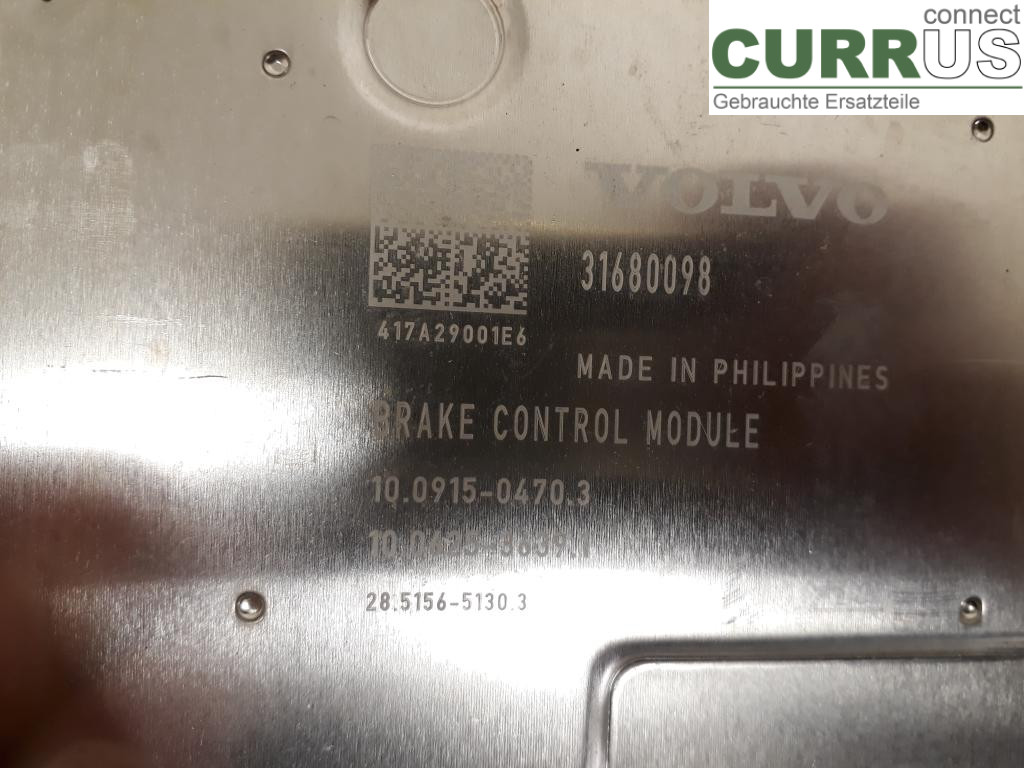 connect
CURRUS
Gebrauchte Ersatzteile
VOLVO
31680098
417A29001E6
MADE IN PHILIPPINES
BRAKE CONTROL MODULE
10.0915-0470.3
28.5156-5130.3